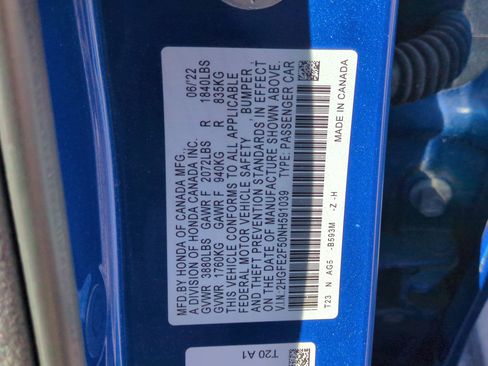 MFG. BY HONDA OF CANADA MFG. 06/22
A DIVISION OF HONDA CANADA INC.
GVWR 3880LBS GAWR F 2072LBS R 1840LBS
GVWR 1760KG GAWR F 940KG R 835KG
THIS VEHICLE CONFORMS TO ALL APPLICABLE
FEDERAL MOTOR VEHICLE SAFETY, BUMPER,
AND THEFT PREVENTION STANDARDS IN EFFECT
ON THE DATE OF MANUFACTURE SHOWN ABOVE.
V.I.N. 2HGFE2F50NH591039 TYPE: PASSENGER CAR
T23 N AG5 -B593M -Z -H MADE IN CANADA
T20 A1